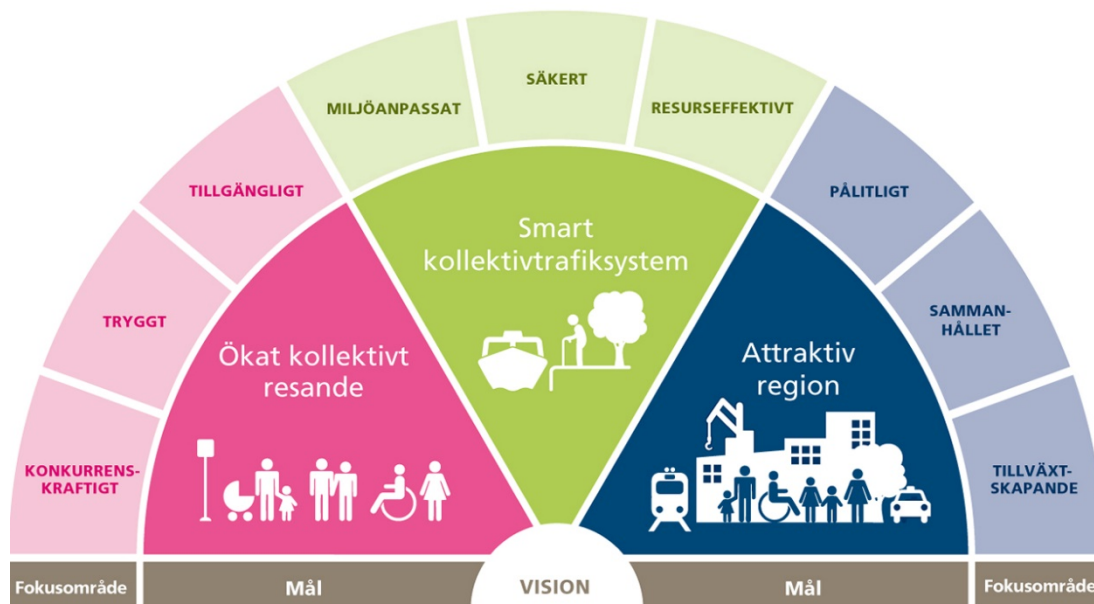 MILJÖANPASSAT
SÄKERT
RESURSEFFEKTIVT
TILLGÄNGLIGT
TRYGGT
KONKURRENS-
KRAFTIGT
PÅLITLIGT
SAMMAN-
HÅLLET
TILLVÄXT-
SKAPANDE
Ökat kollektivt
resande
Smart
kollektivtrafiksystem
Attraktiv
region
Fokusområde
Mål
VISION
Mål
Fokusområde